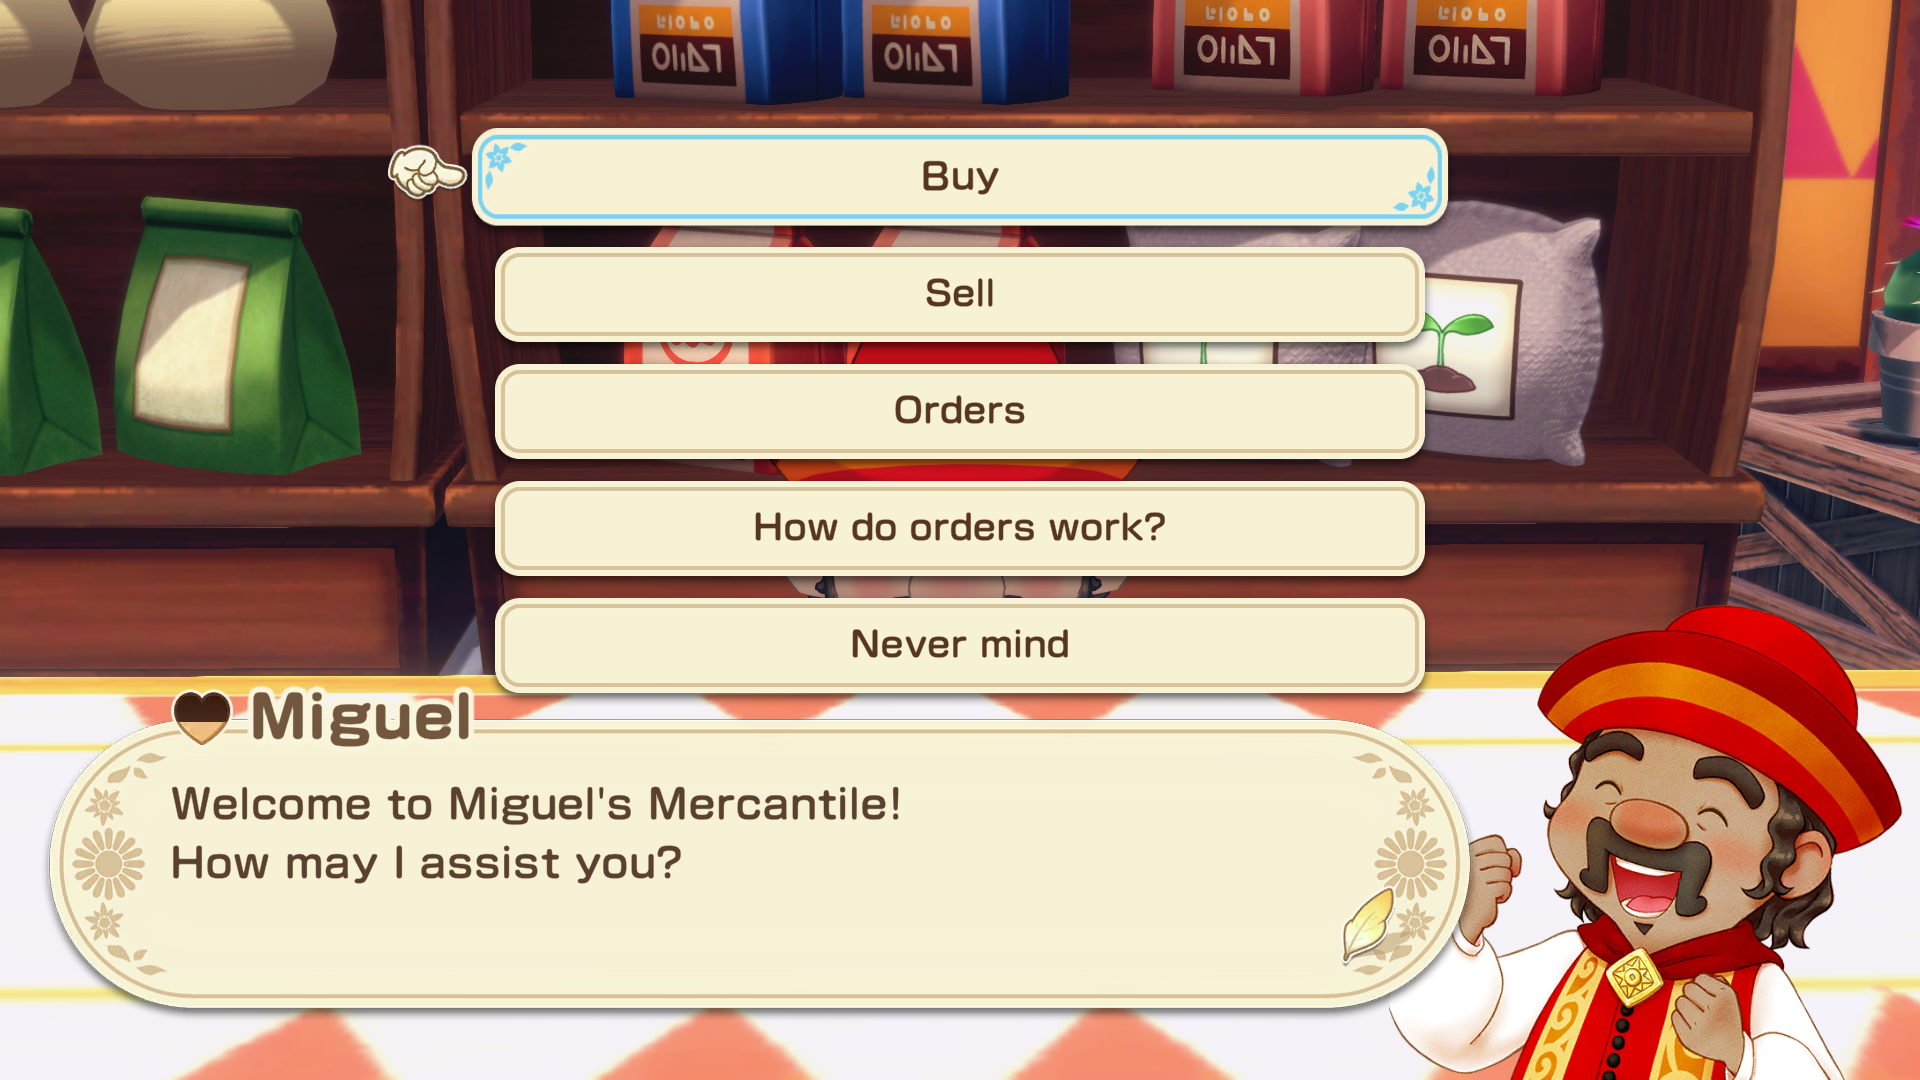 Buy
Sell
Orders
How do orders work?
Never mind
Miguel
Welcome to Miguel's Mercantile!
How may I assist you?